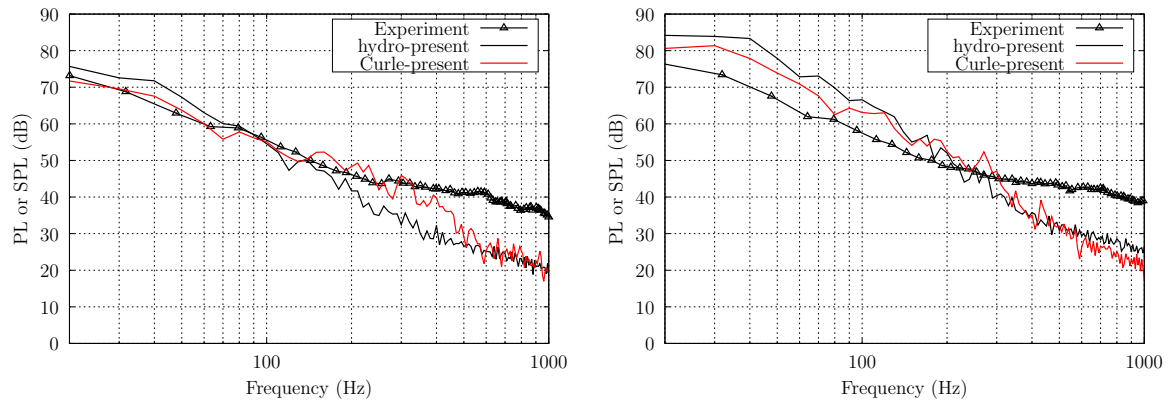 90
80
70
60
50
40
30
20
10
0
PL or SPL (dB)
100
1000
Frequency (Hz)
Experiment
hydro-present
Curle-present
90
80
70
60
50
40
30
20
10
0
PL or SPL (dB)
100
1000
Frequency (Hz)
Experiment
hydro-present
Curle-present